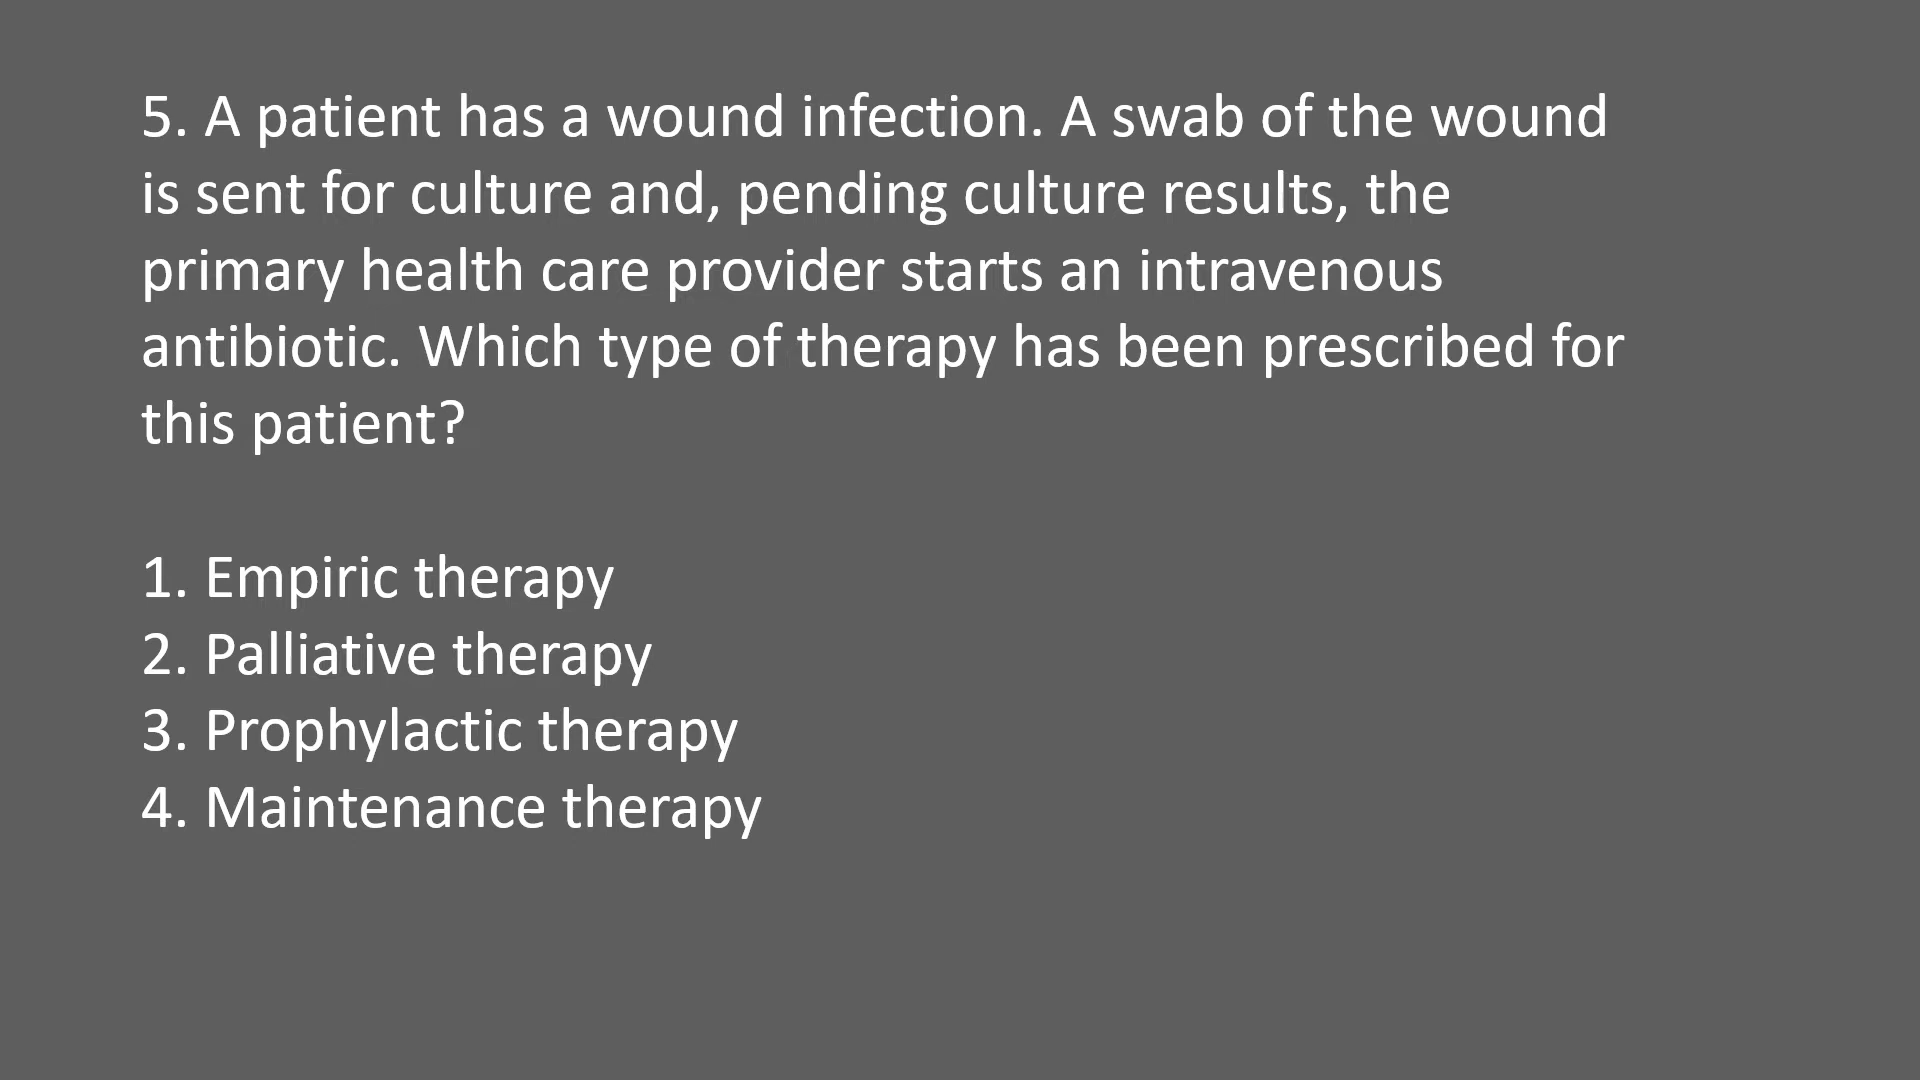 5. A patient has a wound infection. A swab of the wound
is sent for culture and, pending culture results, the
primary health care provider starts an intravenous
antibiotic. Which type of therapy has been prescribed for
this patient?
1. Empiric therapy
2. Palliative therapy
3. Prophylactic therapy
4. Maintenance therapy